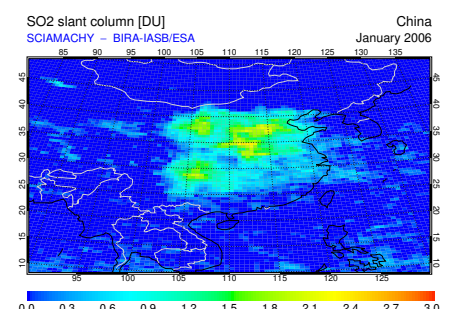 SO2 slant column [DU] China
SCIAMACHY – BIRA-IASB/ESA January 2006
85 90 95 100 105 110 115 120 125 130 135
45 45
40 40
35 35
30 30
25 25
20 20
15 15
10 10
95 100 105 110 115 120 125
0.0 0.3 0.6 0.9 1.2 1.5 1.8 2.1 2.4 2.7 3.0